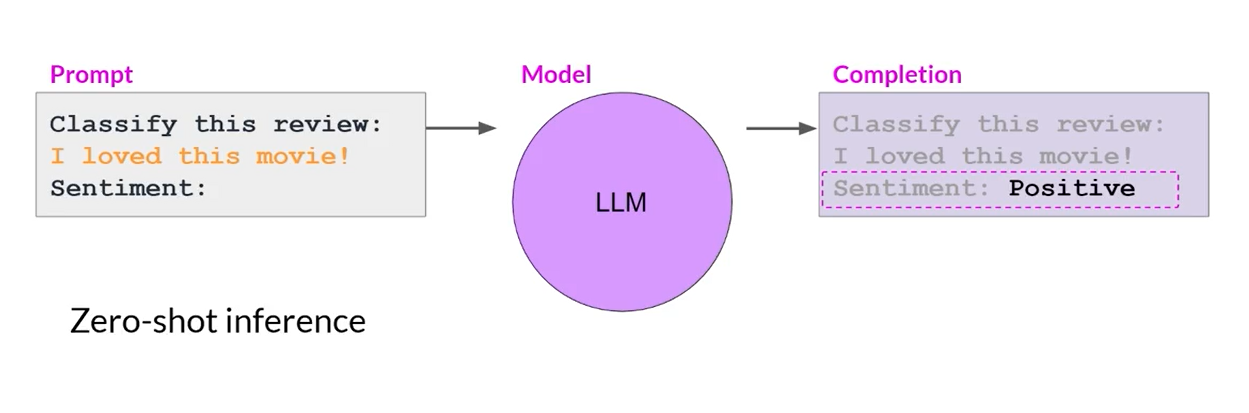 Prompt
Classify this review:
I loved this movie!
Sentiment:
Model
LLM
Completion
Classify this review:
I loved this movie!
Sentiment: Positive
Zero-shot inference